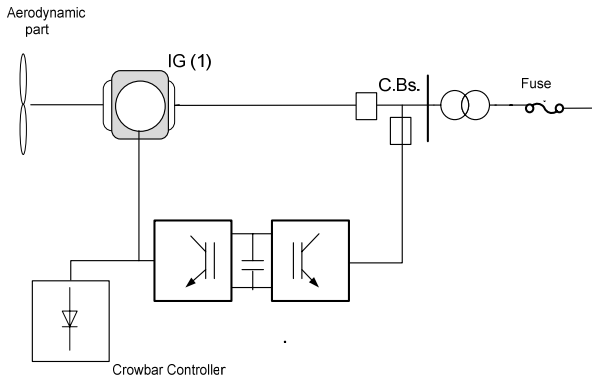 Aerodynamic
part
IG (1)
C.Bs.
Fuse
Crowbar Controller